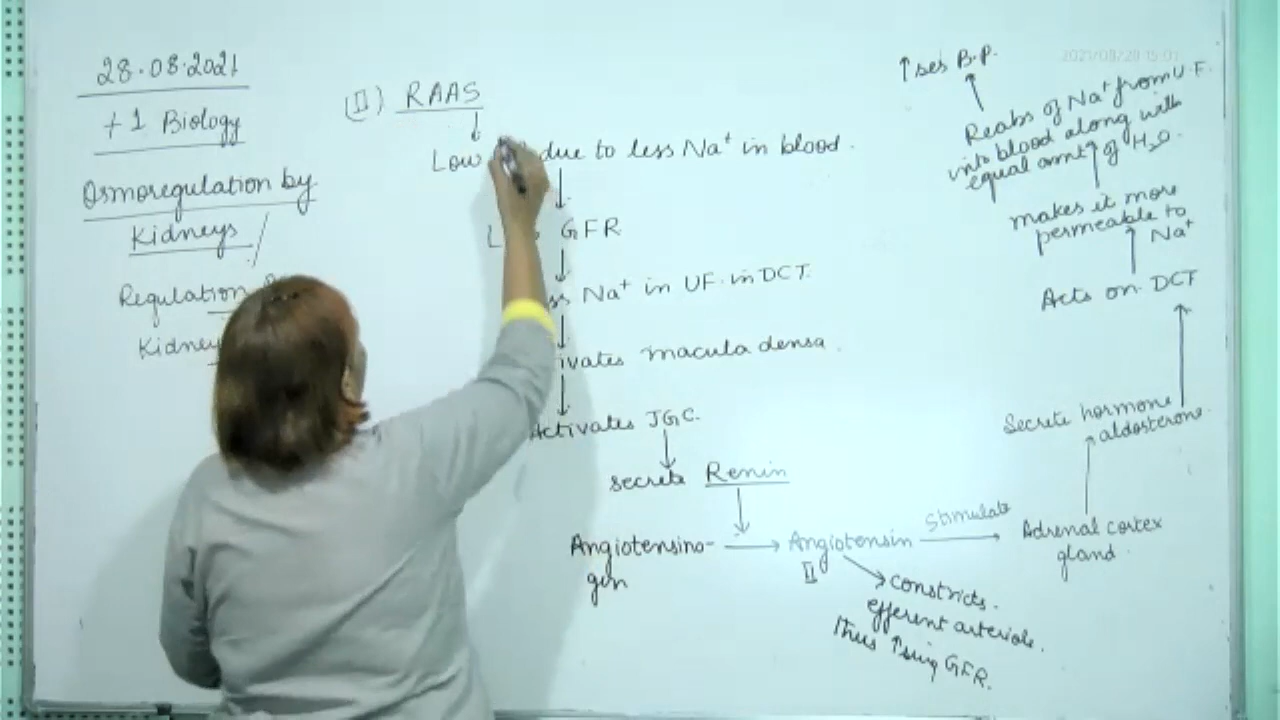 28.08.2021
+1 Biology
Osmoregulation by
Kidneys
Regulation
Kidney
(II) RAAS
Low due to less Na+ in blood.
GFR
Na+ in UF in DCT.
macula densa.
Activates JGC.
secrete Renin
Angiotensino-
gen
Angiotensin
II
stimulate
Adrenal cortex
gland.
constricts.
efferent arteriole.
thus ↑sing GFR.
Secrete hormone
aldosterone.
Acts on DCT
makes it more
permeable to
Na+
Reabs of Na+ from U.F.
into blood along with
equal amt of H2O.
↑ses B.P.